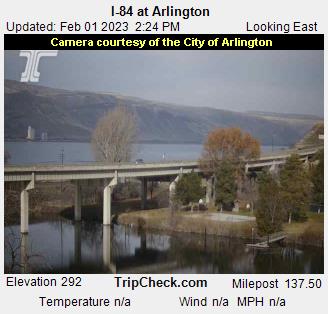 I-84 at Arlington
Updated: Feb 01 2023 2:24 PM Looking East
Camera courtesy of the City of Arlington
Elevation 292 TripCheck.com Milepost 137.50
Temperature n/a Wind n/a MPH n/a